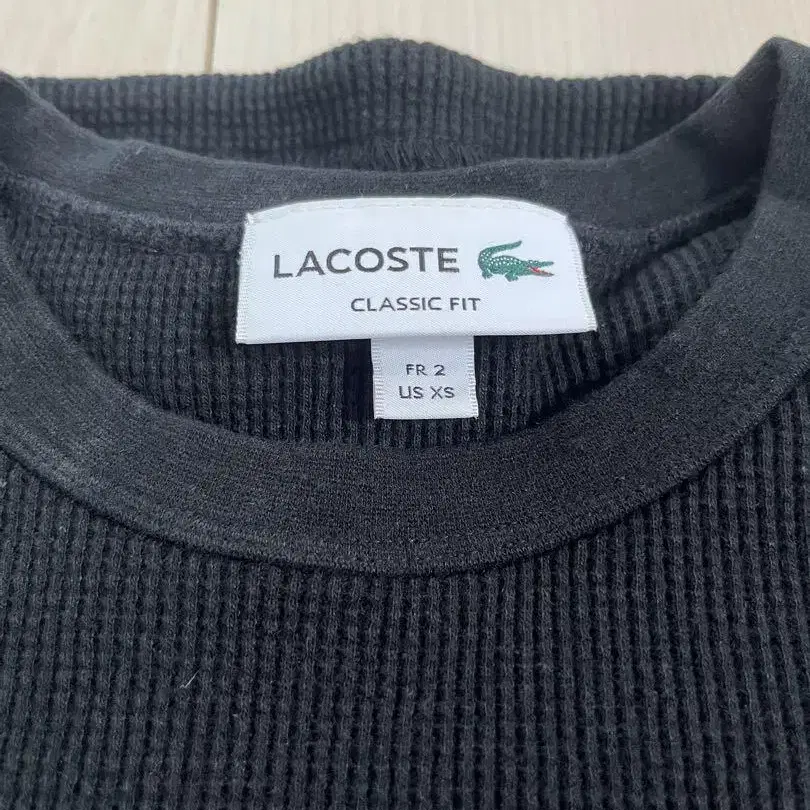 LACOSTE
CLASSIC FIT
FR 2
US XS